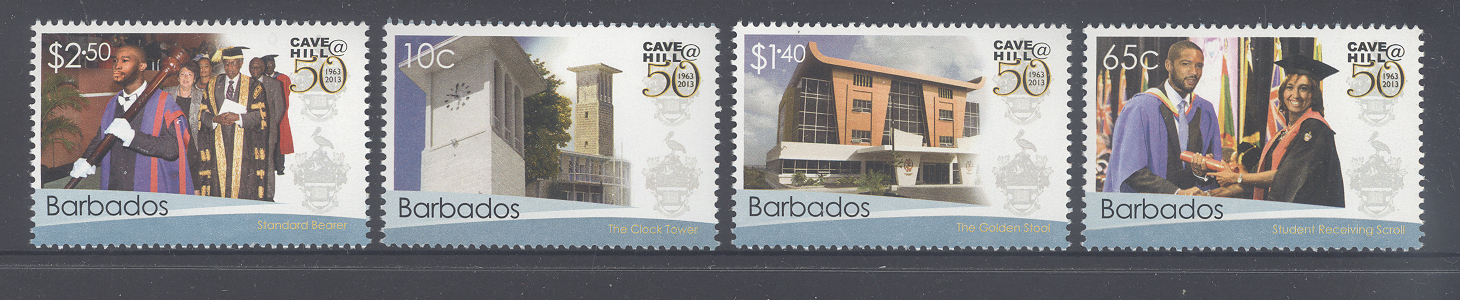 $2.50
CAVE@
HILL 50 1963
2013
Barbados
Standard Bearer
10c
CAVE@
HILL 50 1963
2013
Barbados
The Clock Tower
$1.40
CAVE@
HILL 50 1963
2013
Barbados
The Golden Stool
65c
CAVE@
HILL 50 1963
2013
Barbados
Student Receiving Scroll